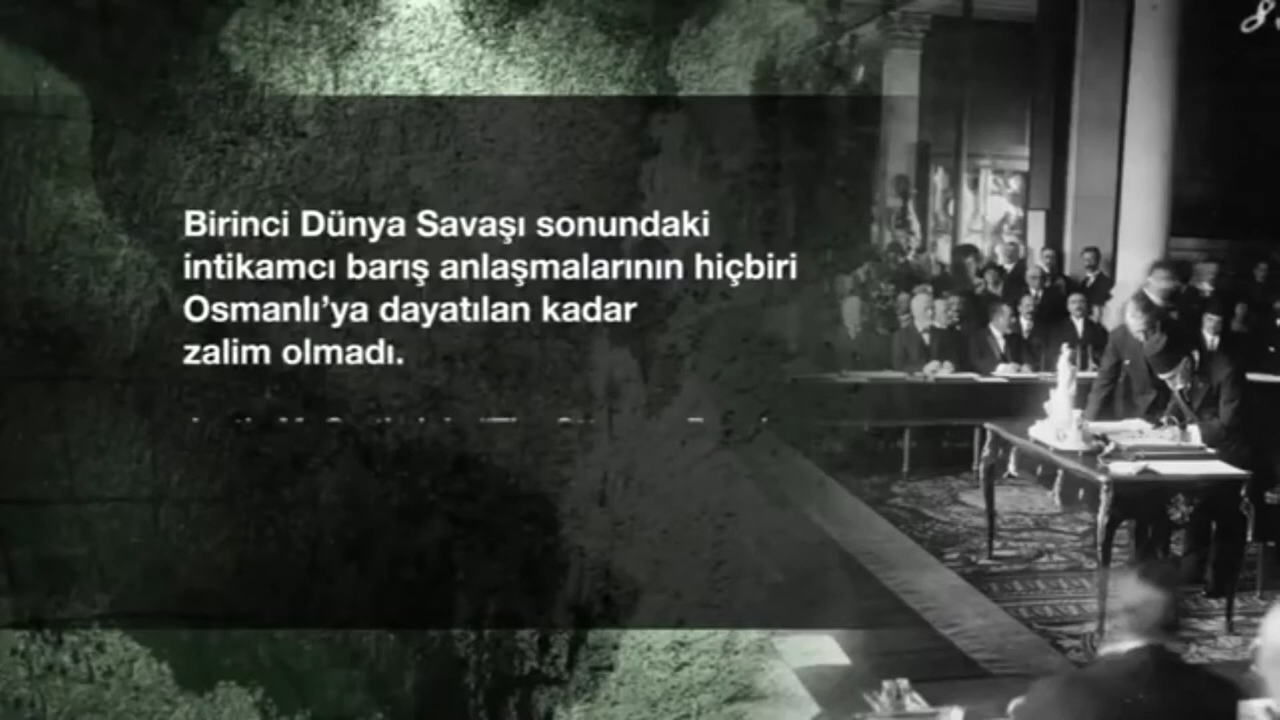 Birinci Dünya Savaşı sonundaki
intikamcı barış anlaşmalarının hiçbiri
Osmanlı’ya dayatılan kadar
zalim olmadı.